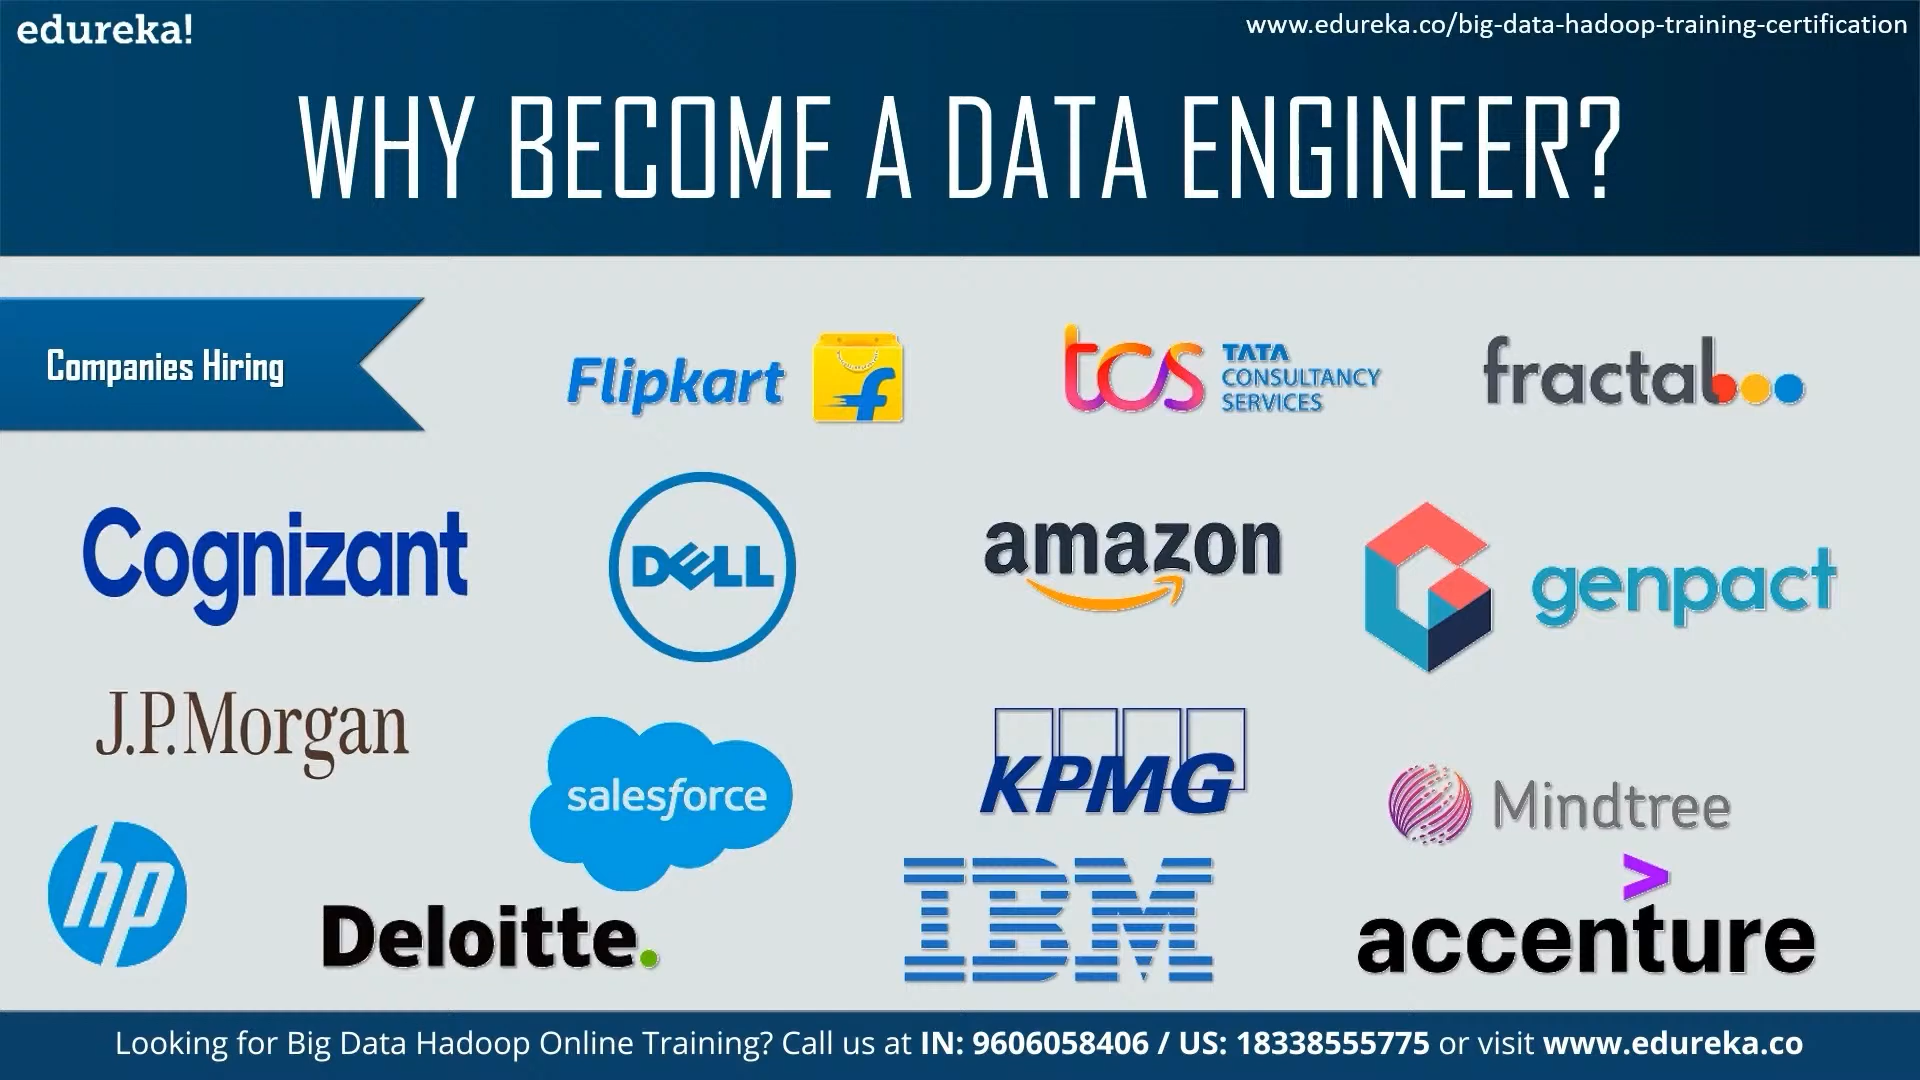 edureka!
www.edureka.co/big-data-hadoop-training-certification
WHY BECOME A DATA ENGINEER?
Companies Hiring
Flipkart
f
tcs
TATA
CONSULTANCY
SERVICES
fractal
Cognizant
DELL
amazon
genpact
J.P.Morgan
salesforce
KPMG
Mindtree
hp
Deloitte.
IBM
>
accenture
Looking for Big Data Hadoop Online Training? Call us at IN: 9606058406 / US: 18338555775 or visit www.edureka.co